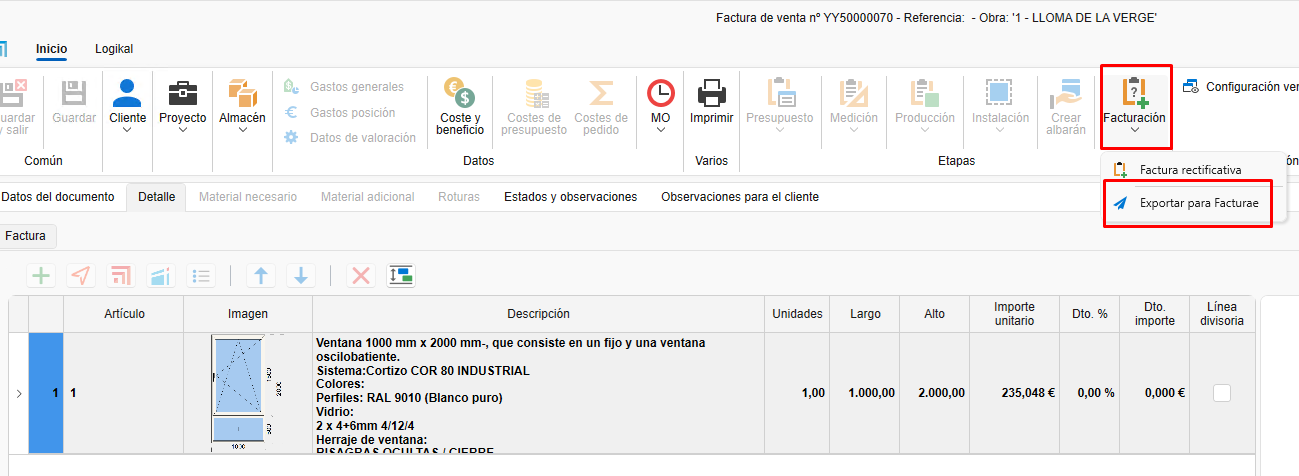 Factura de venta nº YY50000070 - Referencia:  - Obra: '1 - LLOMA DE LA VERGE'
Inicio
Logikal
Guardar
Cliente
Proyecto
Almacén
Gastos generales
Gastos posición
Datos de valoración
Coste y
beneficio
Costes de
presupuesto
Costes de
pedido
MO
Imprimir
Presupuesto
Medición
Producción
Instalación
Crear
albarán
Facturación
Configuración ver
uardar
y salir
Común
Datos
Varios
Etapas
ón
Factura rectificativa
Exportar para Facturae
Datos del documento
Detalle
Material necesario
Material adicional
Roturas
Estados y observaciones
Observaciones para el cliente
Factura
Artículo
Imagen
Descripción
Unidades
Largo
Alto
Importe
unitario
Dto. %
Dto.
importe
Línea
divisoria
1
1
1500
2000
500
1000
Ventana 1000 mm x 2000 mm-, que consiste en un fijo y una ventana
oscilobatiente.
Sistema:Cortizo COR 80 INDUSTRIAL
Colores:
Perfiles: RAL 9010 (Blanco puro)
Vidrio:
2 x 4+6mm 4/12/4
Herraje de ventana:
BISAGRAS OCULTAS / CIERRE
1,00
1.000,00
2.000,00
235,048 €
0,00 %
0,000 €